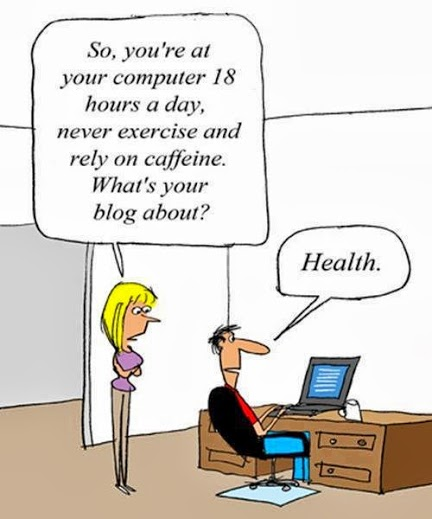 So, you're at
your computer 18
hours a day,
never exercise and
rely on caffeine.
What's your
blog about?
Health.